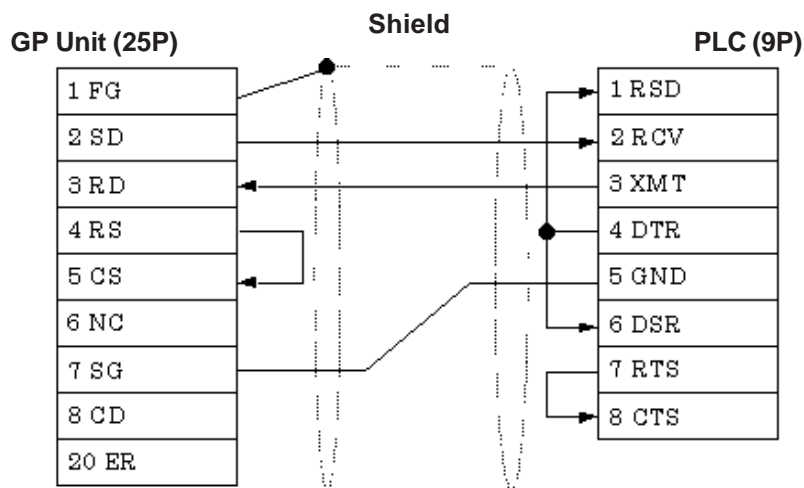 Shield
GP Unit (25P)
PLC (9P)
1 FG
2 SD
3 RD
4 RS
5 CS
6 NC
7 SG
8 CD
20 ER
1 RSD
2 RCV
3 XMT
4 DTR
5 GND
6 DSR
7 RTS
8 CTS